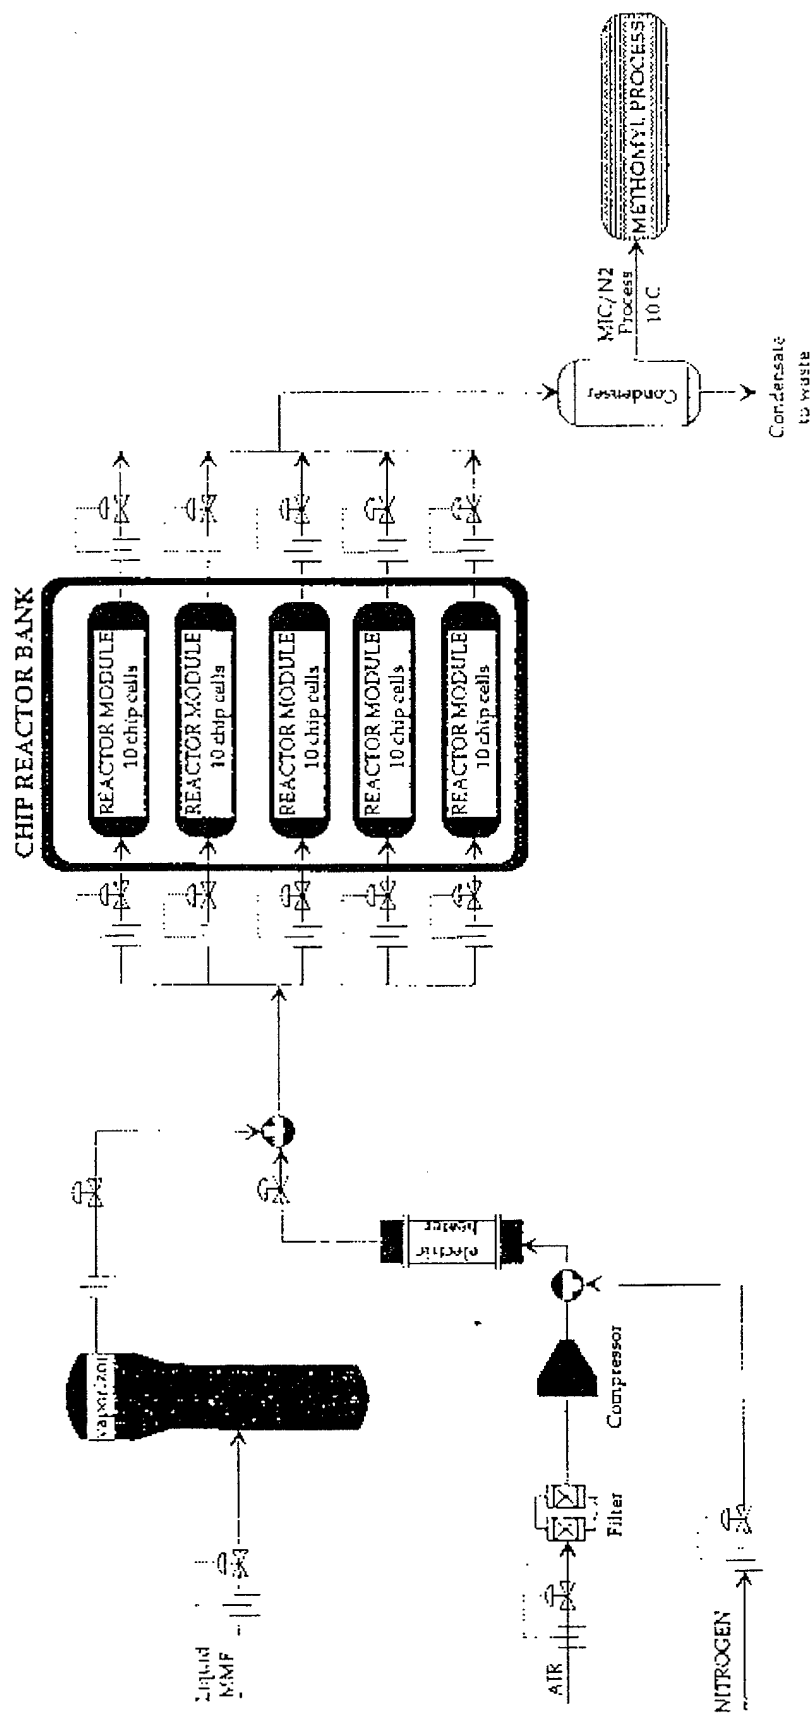 CHIP REACTOR BANK
REACTOR MODULE
10 chip cells
REACTOR MODULE
10 chip cells
REACTOR MODULE
10 chip cells
REACTOR MODULE
10 chip cells
REACTOR MODULE
10 chip cells
vaporizor
Liquid
MMF
electric
heater
Compressor
Filter
AIR
NITROGEN
Condenser
Condensate
to waste
MIC/N2
Process
10 C
METHOMYL PROCESS